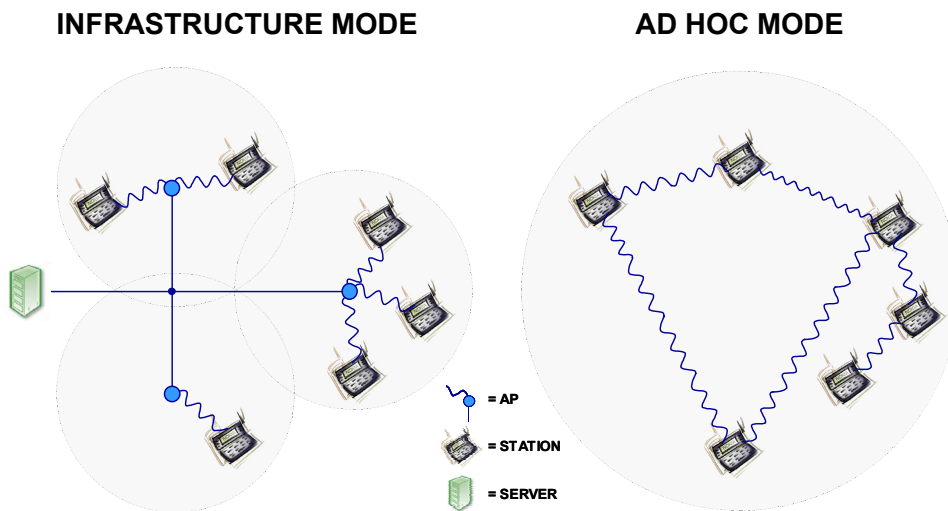 INFRASTRUCTURE MODE
AD HOC MODE
= AP
= STATION
= SERVER